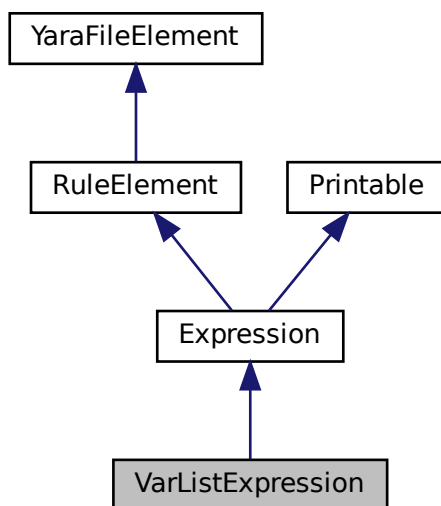 YaraFileElement
RuleElement
Printable
Expression
VarListExpression